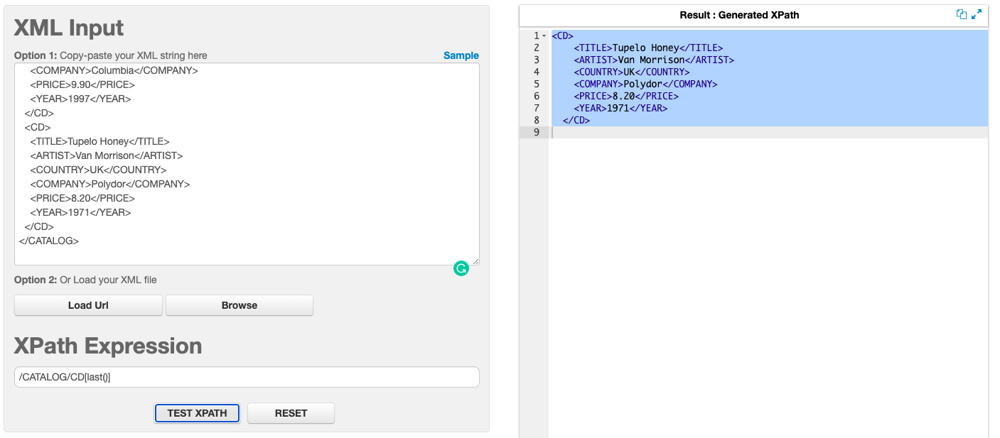 XML Input
Option 1: Copy-paste your XML string here
Sample
<COMPANY>Columbia</COMPANY>
<PRICE>9.90</PRICE>
<YEAR>1997</YEAR>
</CD>
<CD>
<TITLE>Tupelo Honey</TITLE>
<ARTIST>Van Morrison</ARTIST>
<COUNTRY>UK</COUNTRY>
<COMPANY>Polydor</COMPANY>
<PRICE>8.20</PRICE>
<YEAR>1971</YEAR>
</CD>
</CATALOG>
Option 2: Or Load your XML file
Load Url
Browse
XPath Expression
/CATALOG/CD[last()]
TEST XPATH
RESET
Result : Generated XPath
1 <CD>
2 <TITLE>Tupelo Honey</TITLE>
3 <ARTIST>Van Morrison</ARTIST>
4 <COUNTRY>UK</COUNTRY>
5 <COMPANY>Polydor</COMPANY>
6 <PRICE>8.20</PRICE>
7 <YEAR>1971</YEAR>
8 </CD>
9